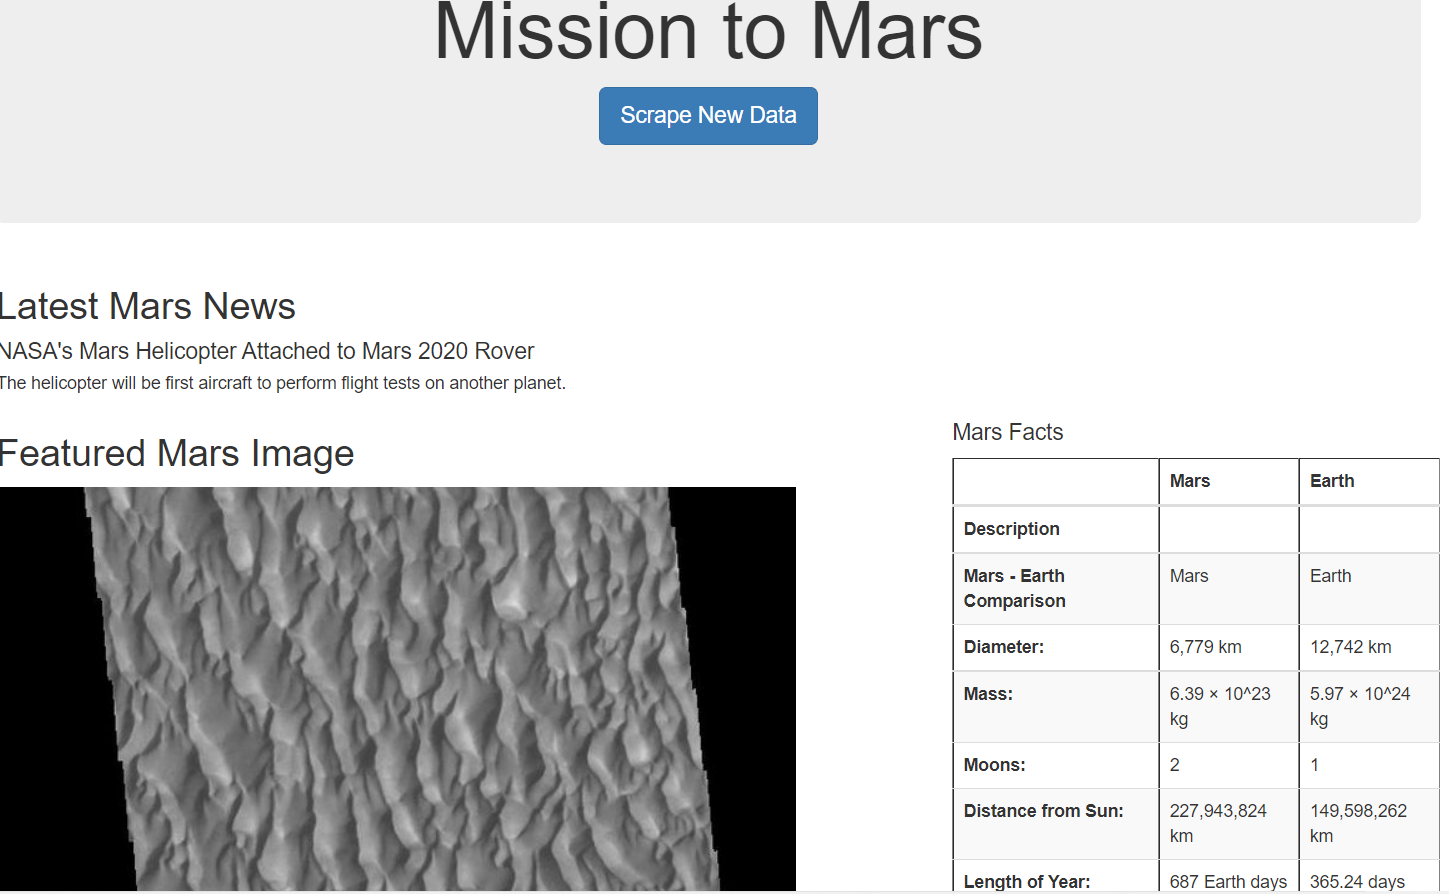 Mission to Mars
Scrape New Data
Latest Mars News
NASA's Mars Helicopter Attached to Mars 2020 Rover
The helicopter will be first aircraft to perform flight tests on another planet.
Featured Mars Image
Mars Facts
Mars Earth
Description
Mars - Earth Comparison Mars Earth
Diameter: 6,779 km 12,742 km
Mass: 6.39 × 10^23 kg 5.97 × 10^24 kg
Moons: 2 1
Distance from Sun: 227,943,824 km 149,598,262 km
Length of Year: 687 Earth days 365.24 days